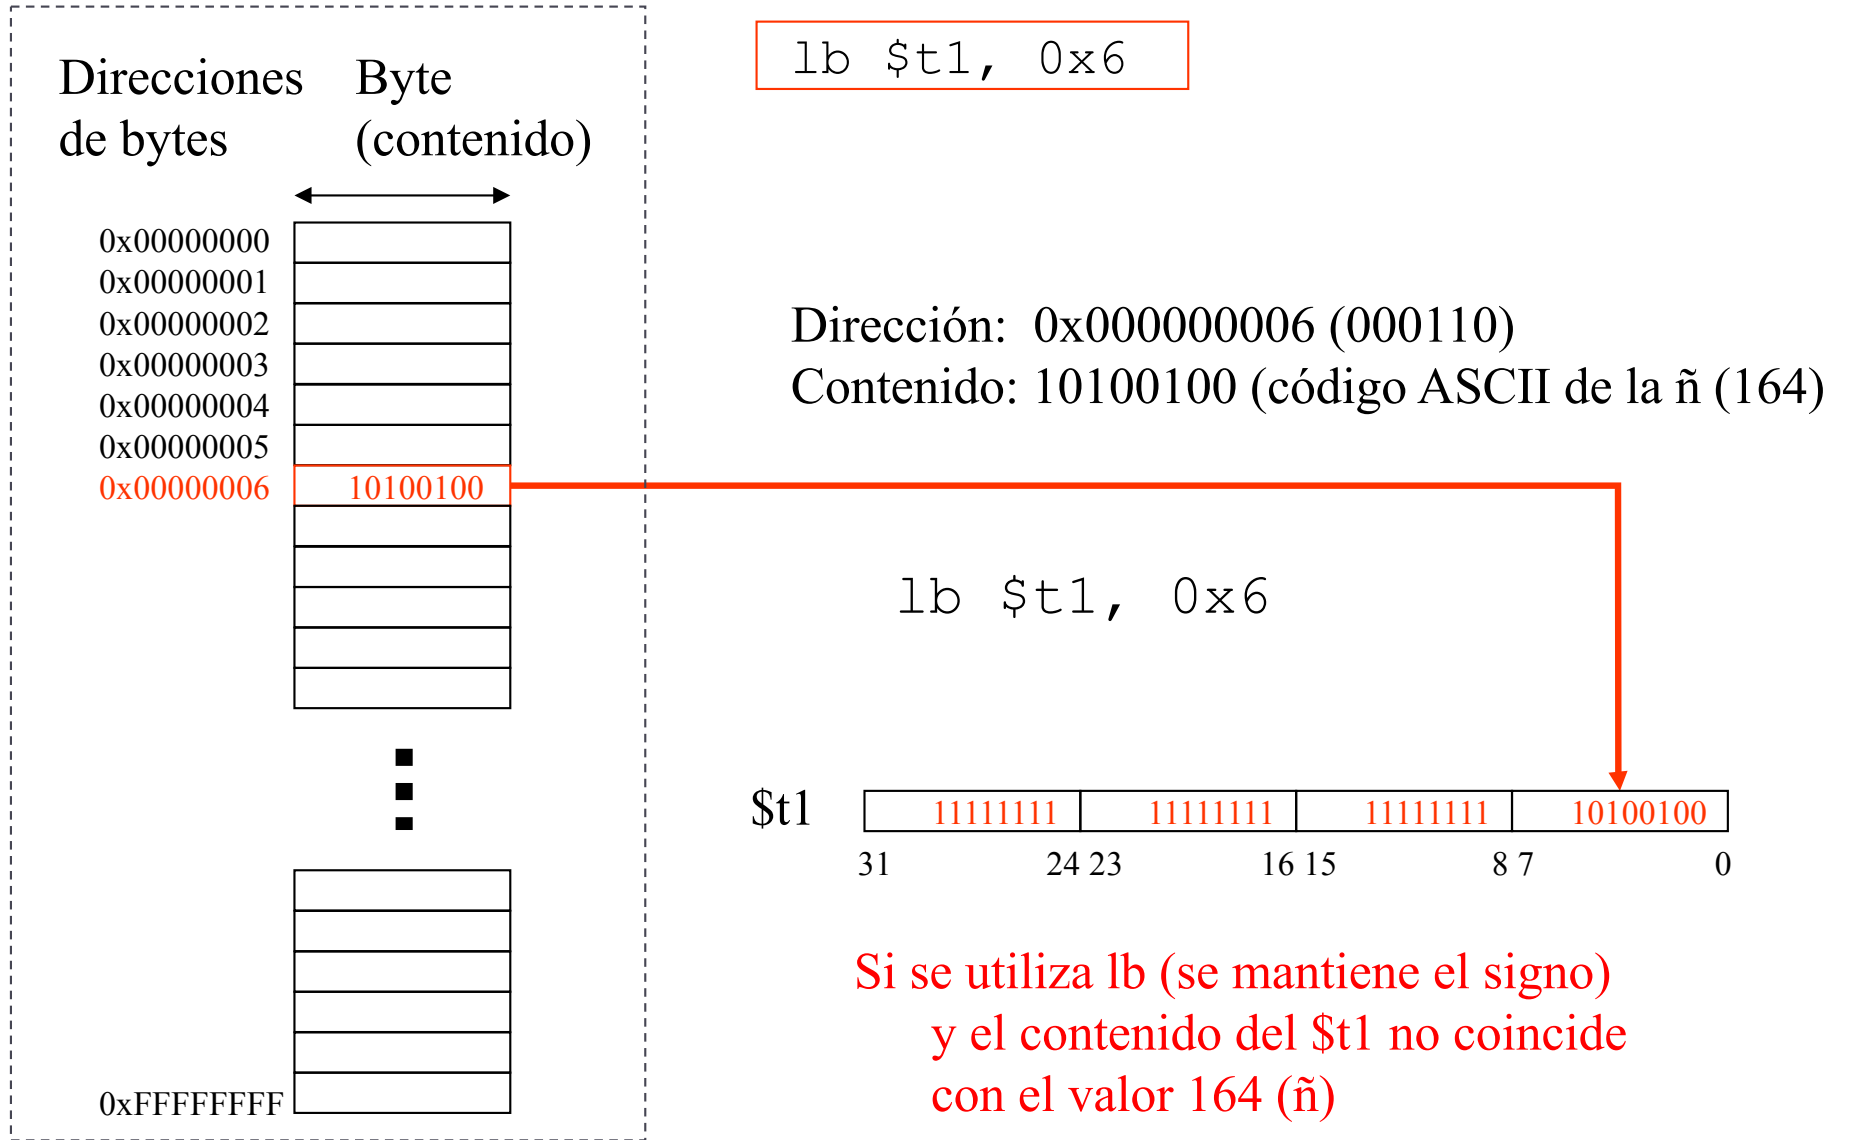 lb $t1, 0x6
Direcciones
de bytes
Byte
(contenido)
0x00000000
0x00000001
0x00000002
0x00000003
0x00000004
0x00000005
0x00000006 10100100
Dirección: 0x000000006 (000110)
Contenido: 10100100 (código ASCII de la ñ (164)
lb $t1, 0x6
$t1 11111111 11111111 11111111 10100100
31 24 23 16 15 8 7 0
0xFFFFFFFF
Si se utiliza lb (se mantiene el signo)
y el contenido del $t1 no coincide
con el valor 164 (ñ)